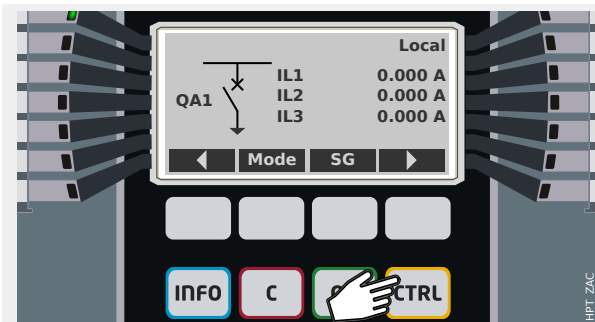 Local
IL1 0.000 A
QA1
IL2 0.000 A
IL3 0.000 A
Mode SG
INFO C CTRL
HPT ZAC